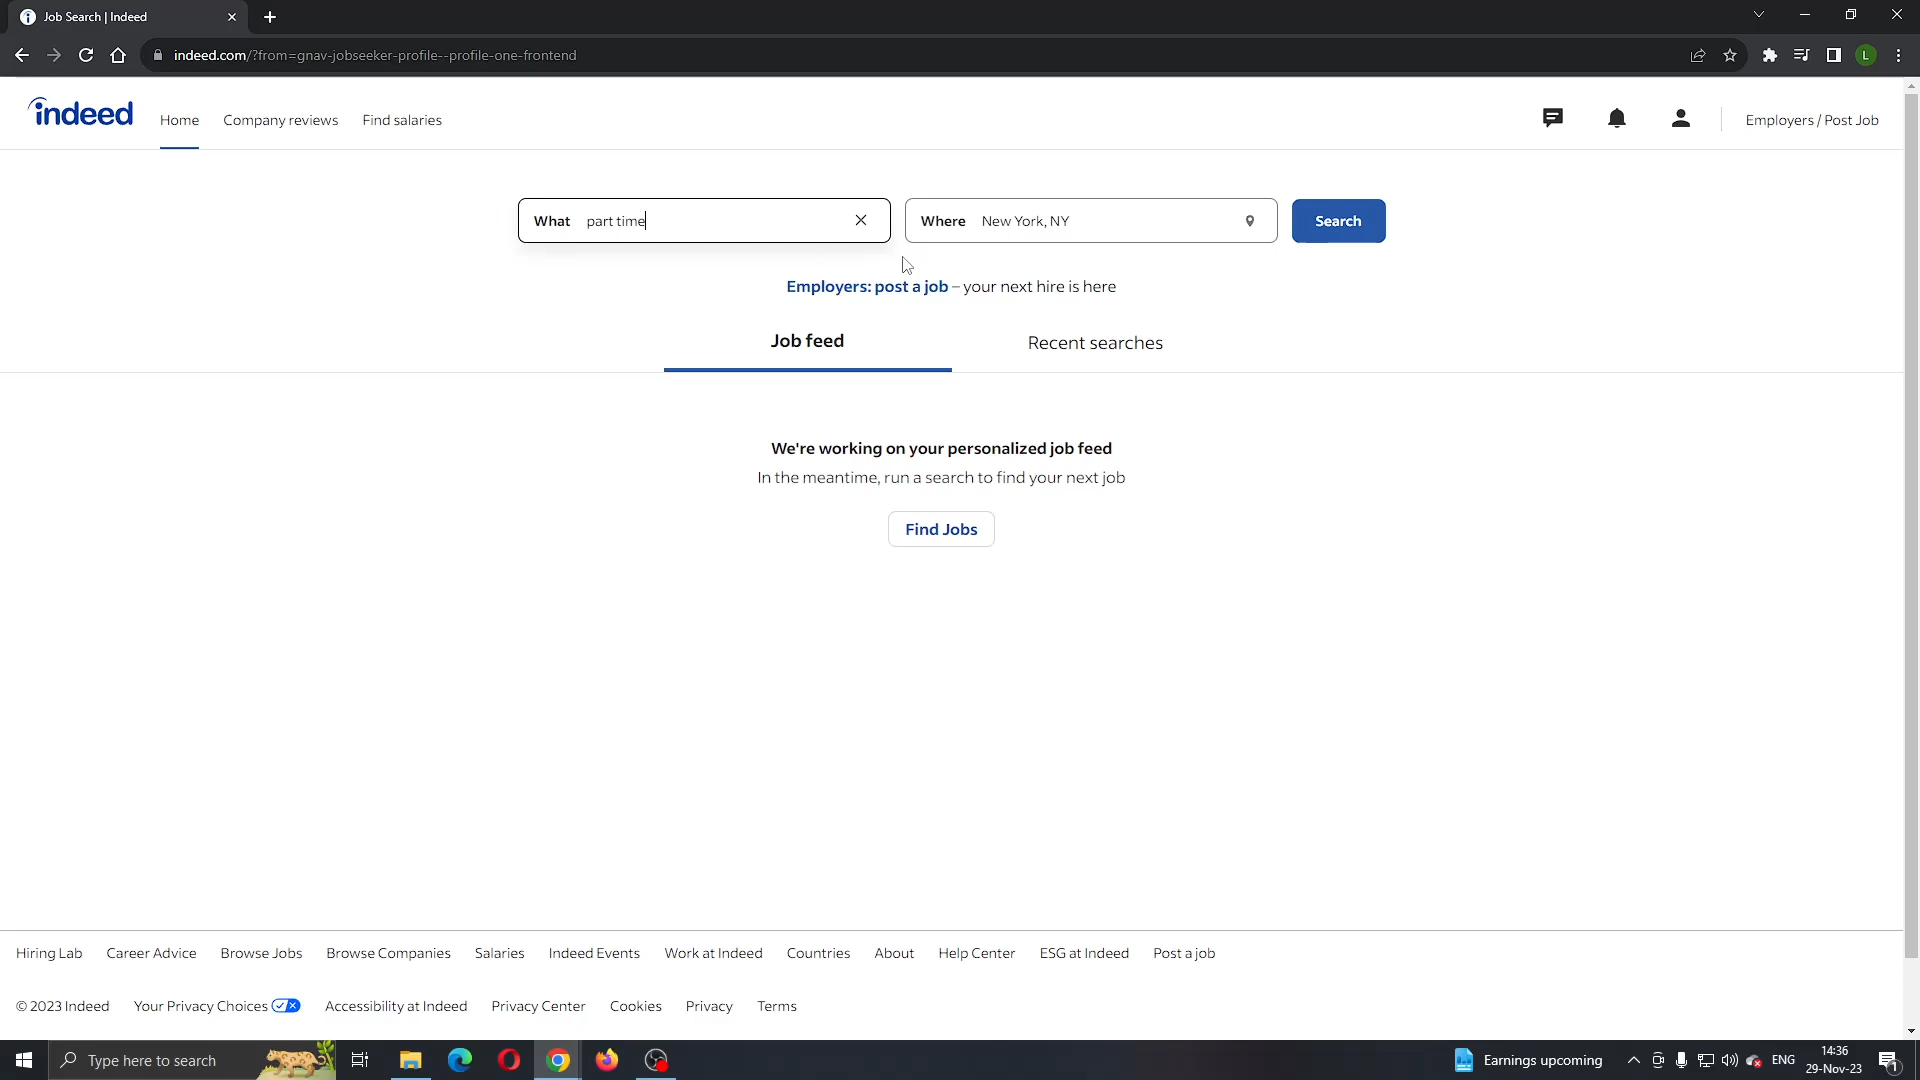 Job Search | Indeed
indeed.com/?from=gnav-jobseeker-profile--profile-one-frontend
L
indeed
Home
Company reviews
Find salaries
Employers / Post Job
What part time
Where New York, NY
Search
Employers: post a job – your next hire is here
Job feed
Recent searches
We're working on your personalized job feed
In the meantime, run a search to find your next job
Find Jobs
Hiring Lab
Career Advice
Browse Jobs
Browse Companies
Salaries
Indeed Events
Work at Indeed
Countries
About
Help Center
ESG at Indeed
Post a job
© 2023 Indeed
Your Privacy Choices
Accessibility at Indeed
Privacy Center
Cookies
Privacy
Terms
Type here to search
Earnings upcoming
ENG
14:36
29-Nov-23
1